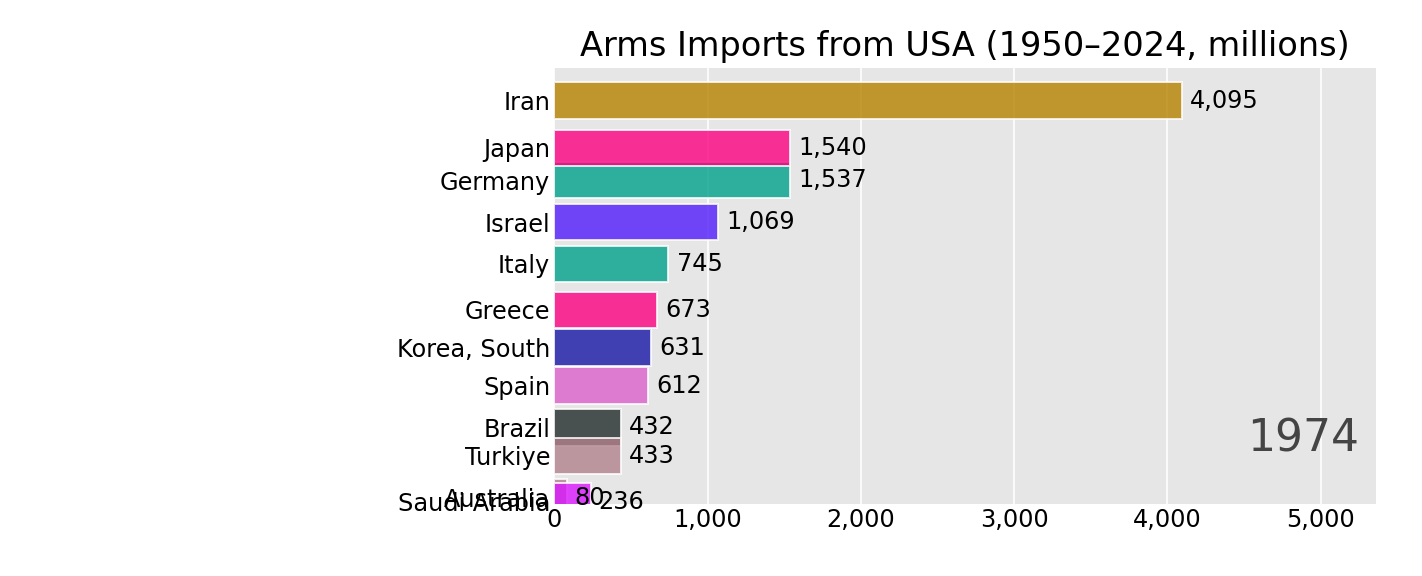 Arms Imports from USA (1950–2024, millions)
Iran 4,095
Japan 1,540
Germany 1,537
Israel 1,069
Italy 745
Greece 673
Korea, South 631
Spain 612
Brazil 432
1974
Turkiye 433
Australia 80
Saudi Arabia 236
0 1,000 2,000 3,000 4,000 5,000